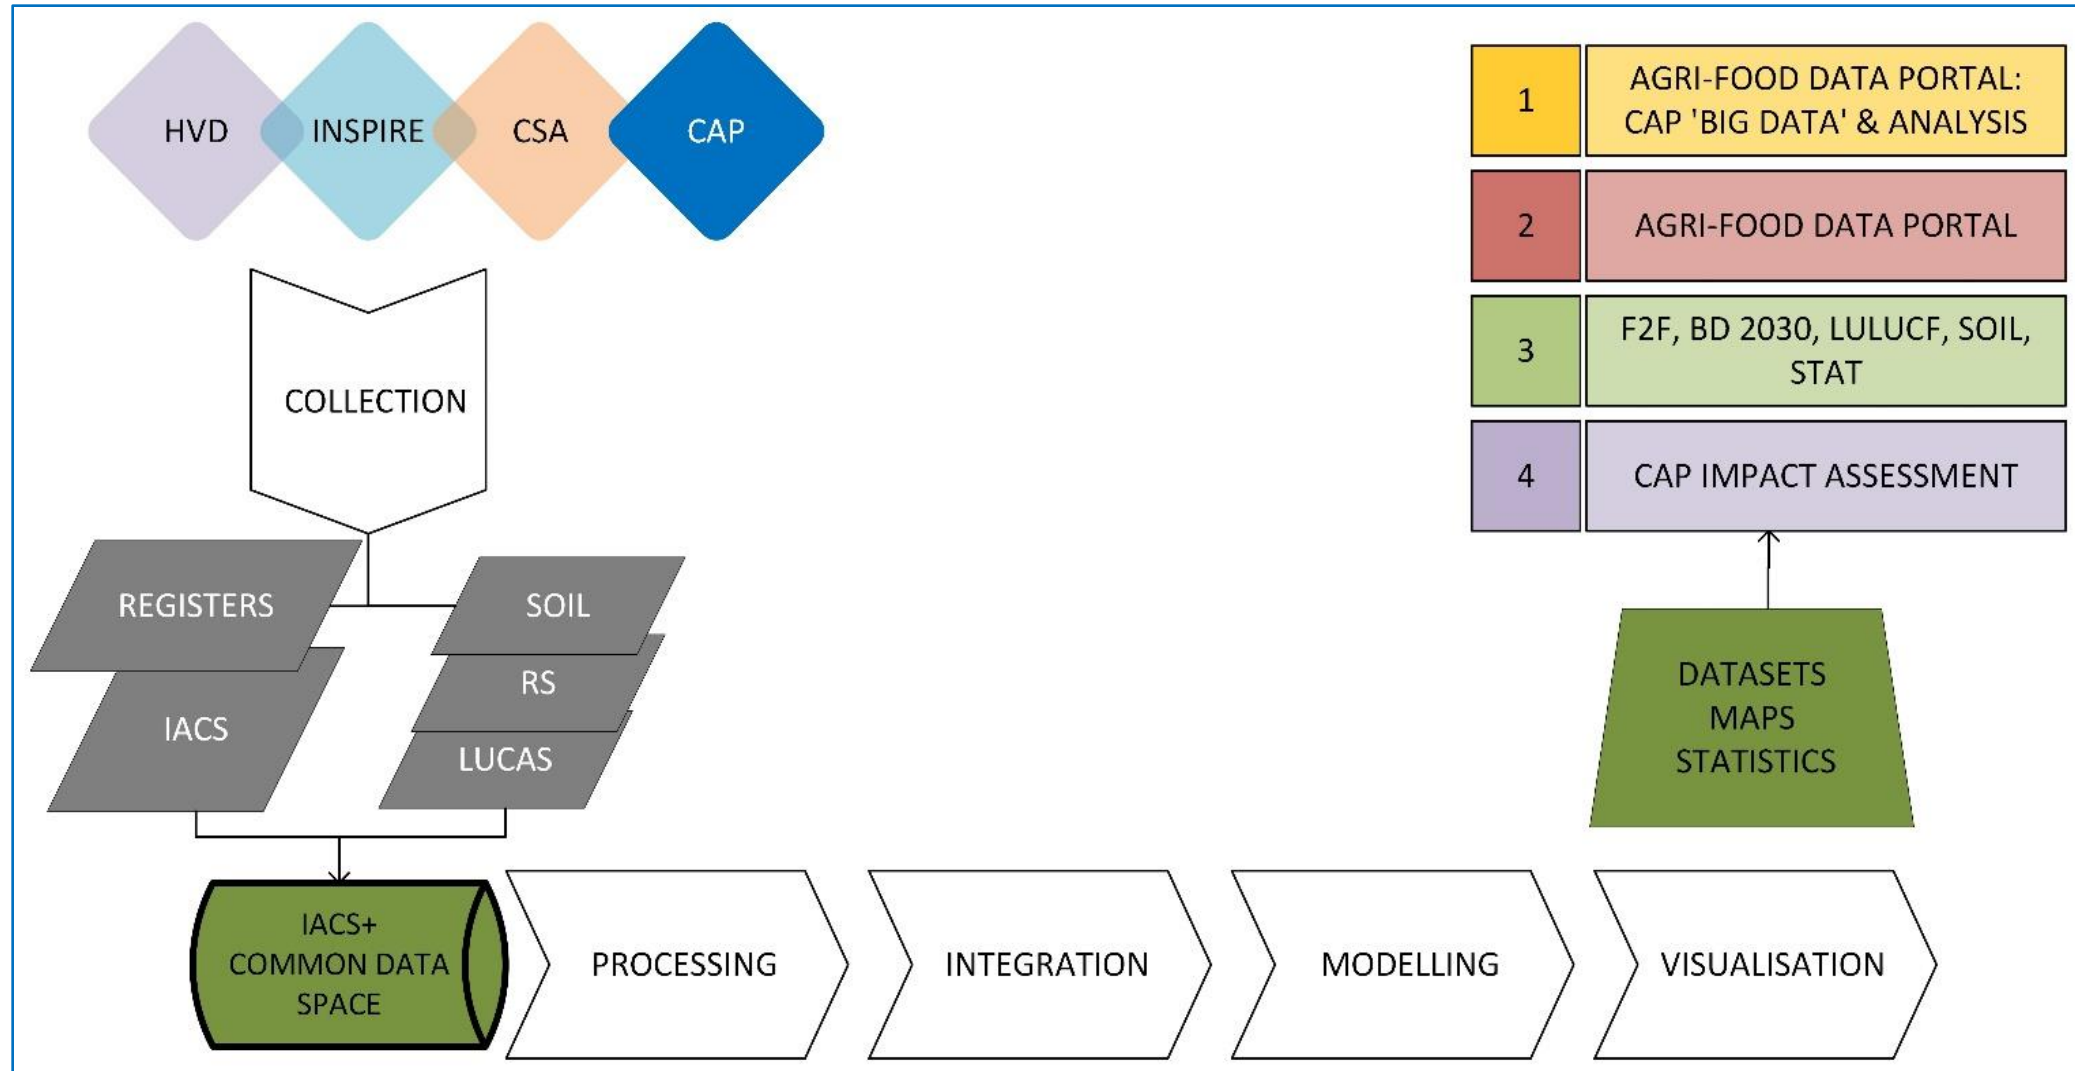 HVD
INSPIRE
CSA
CAP
COLLECTION
REGISTERS
IACS
SOIL
RS
LUCAS
IACS+
COMMON DATA
SPACE
PROCESSING
INTEGRATION
MODELLING
VISUALISATION
DATASETS
MAPS
STATISTICS
1
AGRI-FOOD DATA PORTAL:
CAP 'BIG DATA' & ANALYSIS
2
AGRI-FOOD DATA PORTAL
3
F2F, BD 2030, LULUCF, SOIL,
STAT
4
CAP IMPACT ASSESSMENT